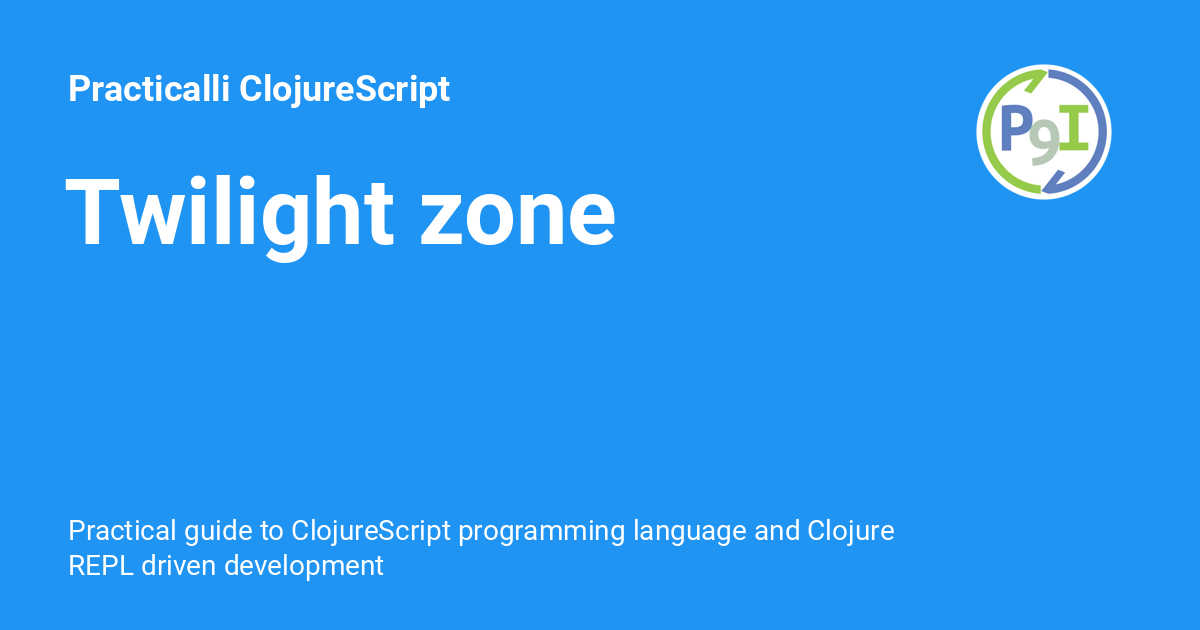 Practicalli ClojureScript
P9I
Twilight zone
Practical guide to ClojureScript programming language and Clojure
REPL driven development